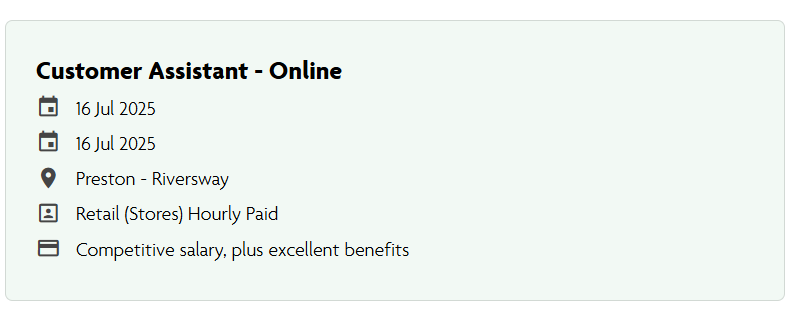 Customer Assistant - Online
16 Jul 2025
16 Jul 2025
Preston - Riversway
Retail (Stores) Hourly Paid
Competitive salary, plus excellent benefits